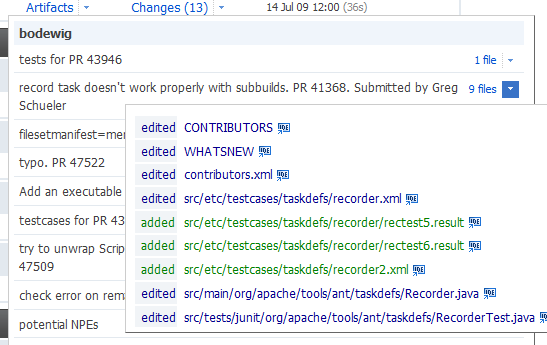 Artifacts Changes (13) 14 Jul 09 12:00 (36s)
bodewig
tests for PR 43946 1 file
record task doesn't work properly with subbuilds. PR 41368. Submitted by Greg 9 files
Schueler
filesetmanifest=mer
typo. PR 47522
Add an executable
testcases for PR 43
try to unwrap Scrip
47509
check error on rem
potential NPEs
edited CONTRIBUTORS
edited WHATSNEW
edited contributors.xml
edited src/etc/testcases/taskdefs/recorder.xml
added src/etc/testcases/taskdefs/recorder/rectest5.result
added src/etc/testcases/taskdefs/recorder/rectest6.result
added src/etc/testcases/taskdefs/recorder2.xml
edited src/main/org/apache/tools/ant/taskdefs/Recorder.java
edited src/tests/junit/org/apache/tools/ant/taskdefs/RecorderTest.java